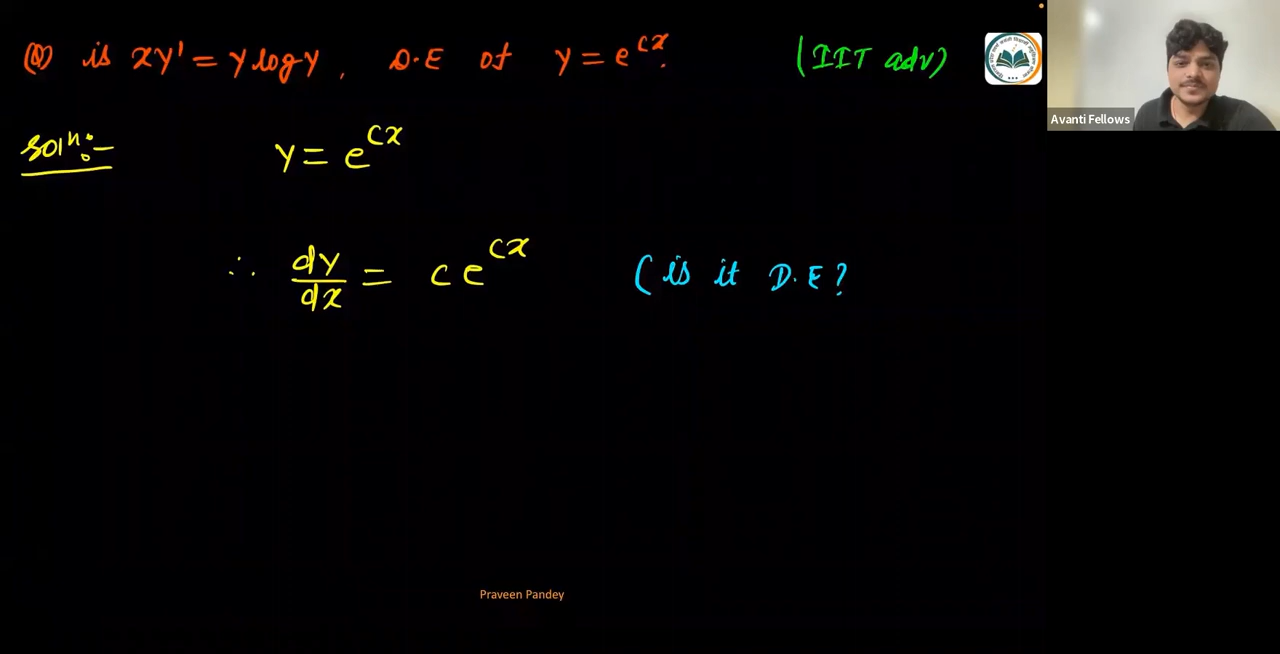 (Q) is xy' = y log y, D.E of y = e^{cx}? (IIT adv)
Avanti Fellows
Soln:-  y = e^{cx}
∴ dy/dx = c e^{cx} (is it D.E?
Praveen Pandey